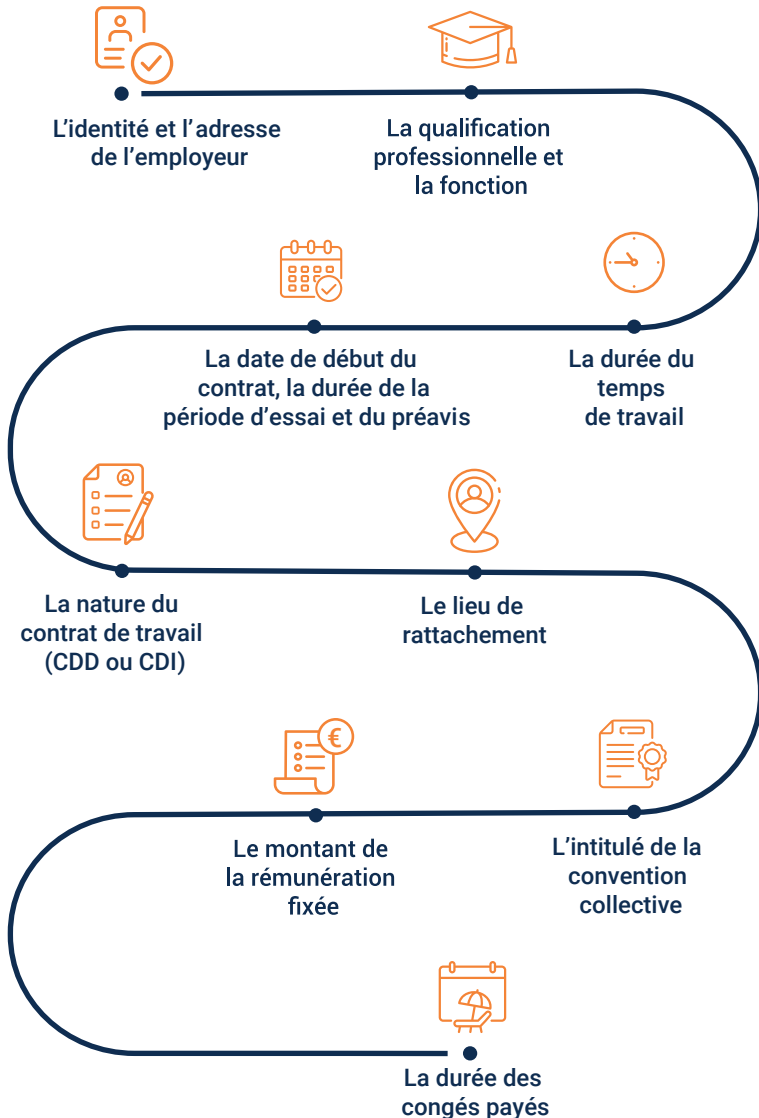 L'identité et l'adresse
de l'employeur
La qualification
professionnelle et
la fonction
La durée du
temps
de travail
La date de début du
contrat, la durée de la
période d'essai et du préavis
La nature du
contrat de travail
(CDD ou CDI)
Le lieu de
rattachement
L'intitulé de la
convention
collective
€
Le montant de
la rémunération
fixée
La durée des
congés payés